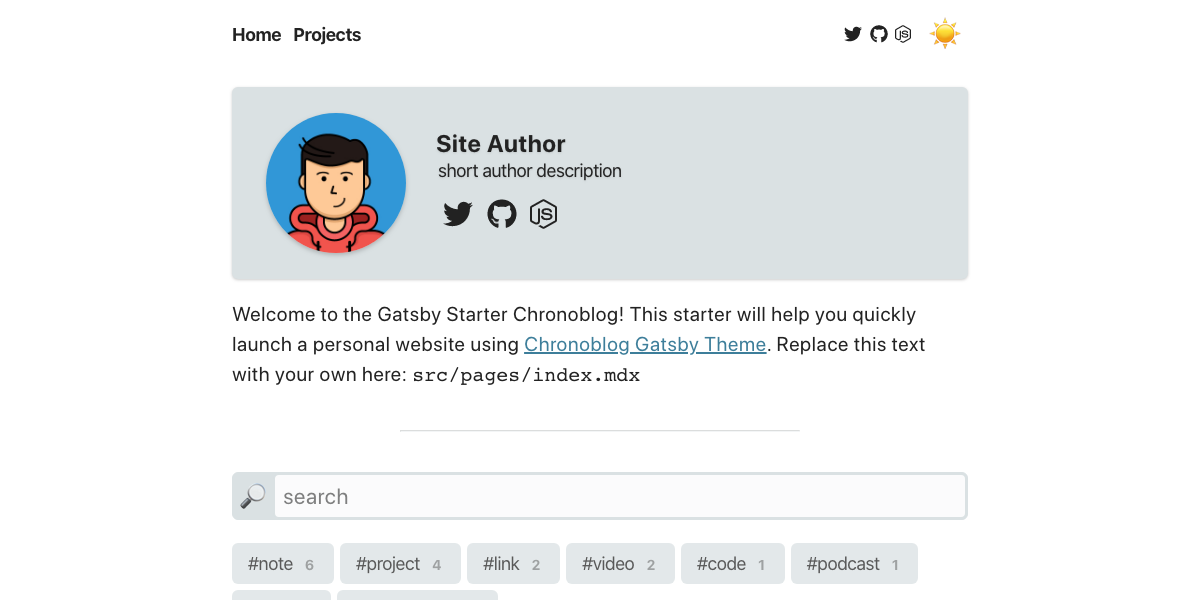 Home Projects
Site Author
short author description
Welcome to the Gatsby Starter Chronoblog! This starter will help you quickly
launch a personal website using Chronoblog Gatsby Theme. Replace this text
with your own here: src/pages/index.mdx
search
#note 6 #project 4 #link 2 #video 2 #code 1 #podcast 1